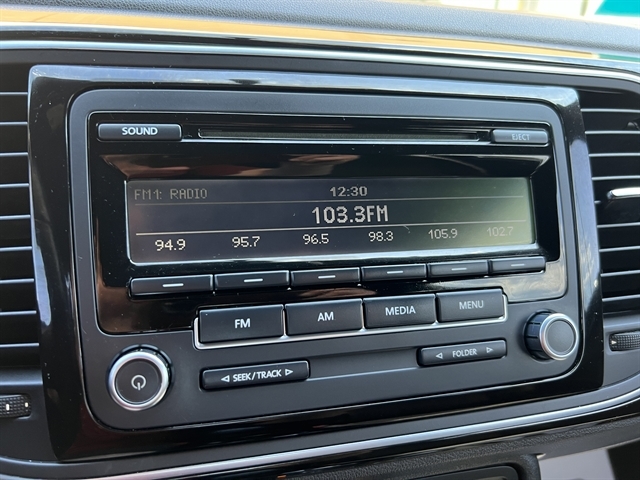 SOUND EJECT
FM1: RADIO 12:30
103.3FM
94.9 95.7 96.5 98.3 105.9 102.7
FM AM MEDIA MENU
◁ SEEK/TRACK ▷ ◁ FOLDER ▷